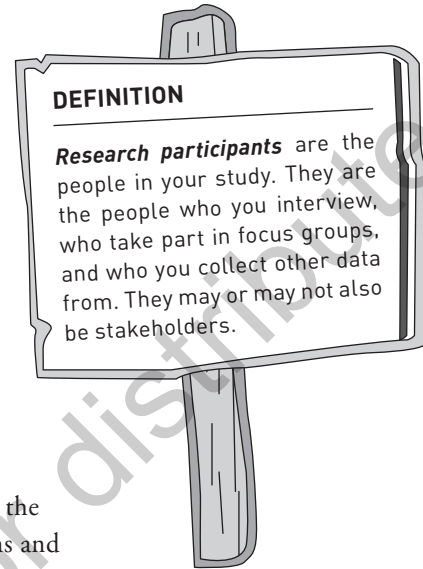 DEFINITION
Research participants are the
people in your study. They are
the people who you interview,
who take part in focus groups,
and who you collect other data
from. They may or may not also
be stakeholders.
r distribute
the
ns and